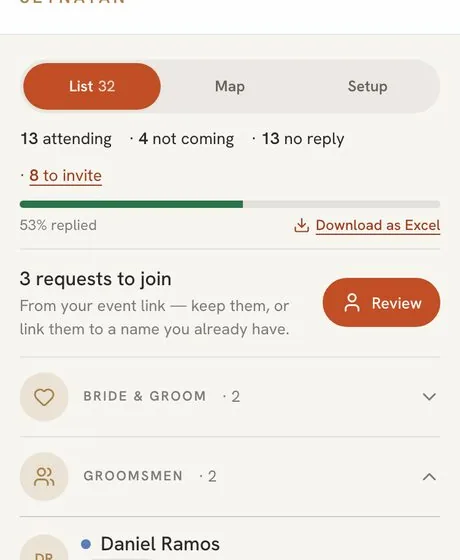 List 32
Map
Setup
13 attending · 4 not coming · 13 no reply
· 8 to invite
53% replied
Download as Excel
3 requests to join
From your event link — keep them, or
link them to a name you already have.
Review
BRIDE & GROOM · 2
GROOMSMEN · 2
Daniel Ramos
DR